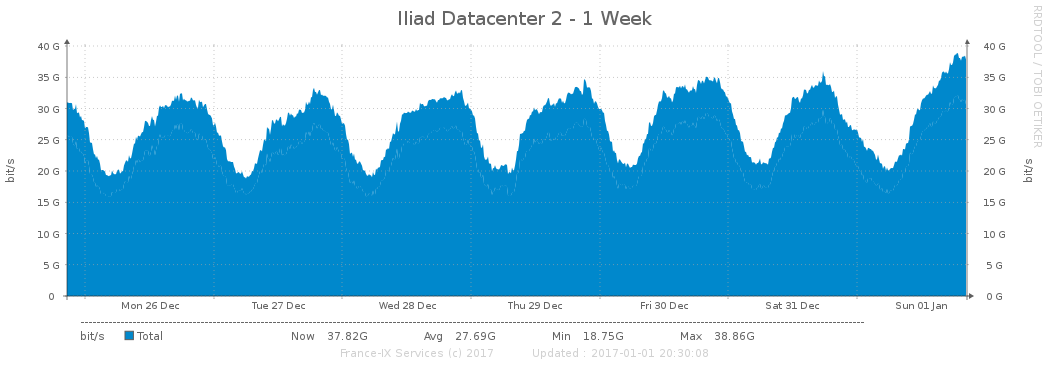 Iliad Datacenter 2 - 1 Week
RRDTOOL / TOBI OETIKER
bit/s
40 G
35 G
30 G
25 G
20 G
15 G
10 G
5 G
0
40 G
35 G
30 G
25 G
20 G
15 G
10 G
5 G
0 G
bit/s
Mon 26 Dec Tue 27 Dec Wed 28 Dec Thu 29 Dec Fri 30 Dec Sat 31 Dec Sun 01 Jan
bit/s Total Now 37.82G Avg 27.69G Min 18.75G Max 38.86G
France-IX Services (c) 2017 Updated : 2017-01-01 20:30:08